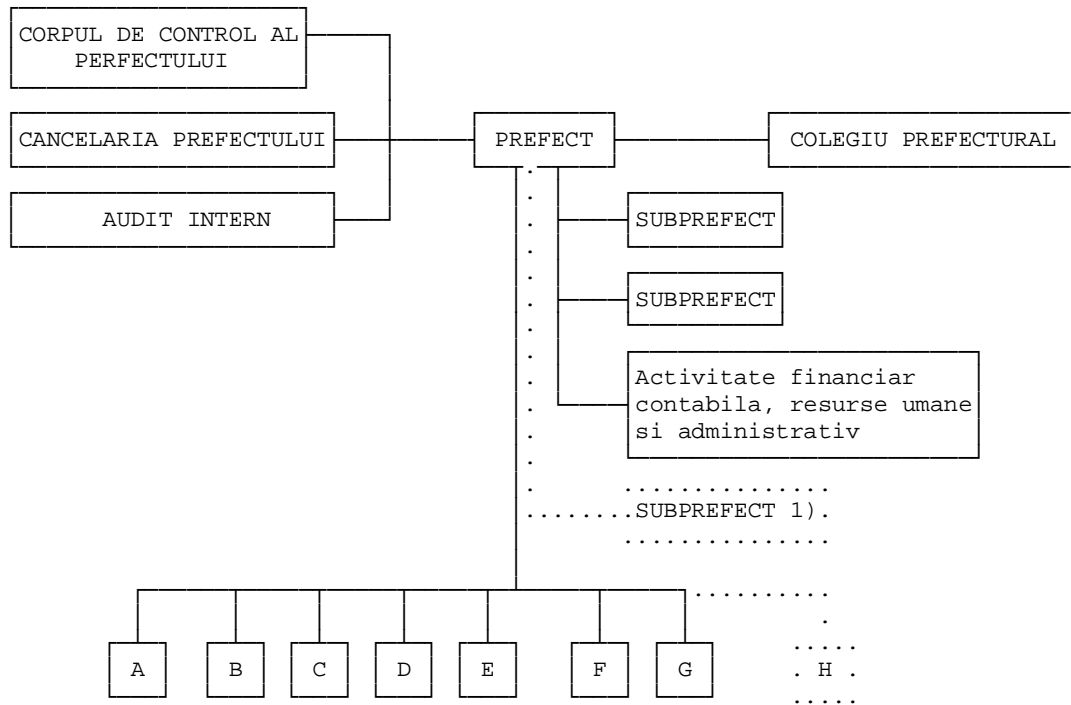 CORPUL DE CONTROL AL
PERFECTULUI
CANCELARIA PREFECTULUI
PREFECT
COLEGIU PREFECTURAL
AUDIT INTERN
SUBPREFECT
SUBPREFECT
Activitate financiar
contabila, resurse umane
si administrativ
SUBPREFECT 1)
A B C D E F G H